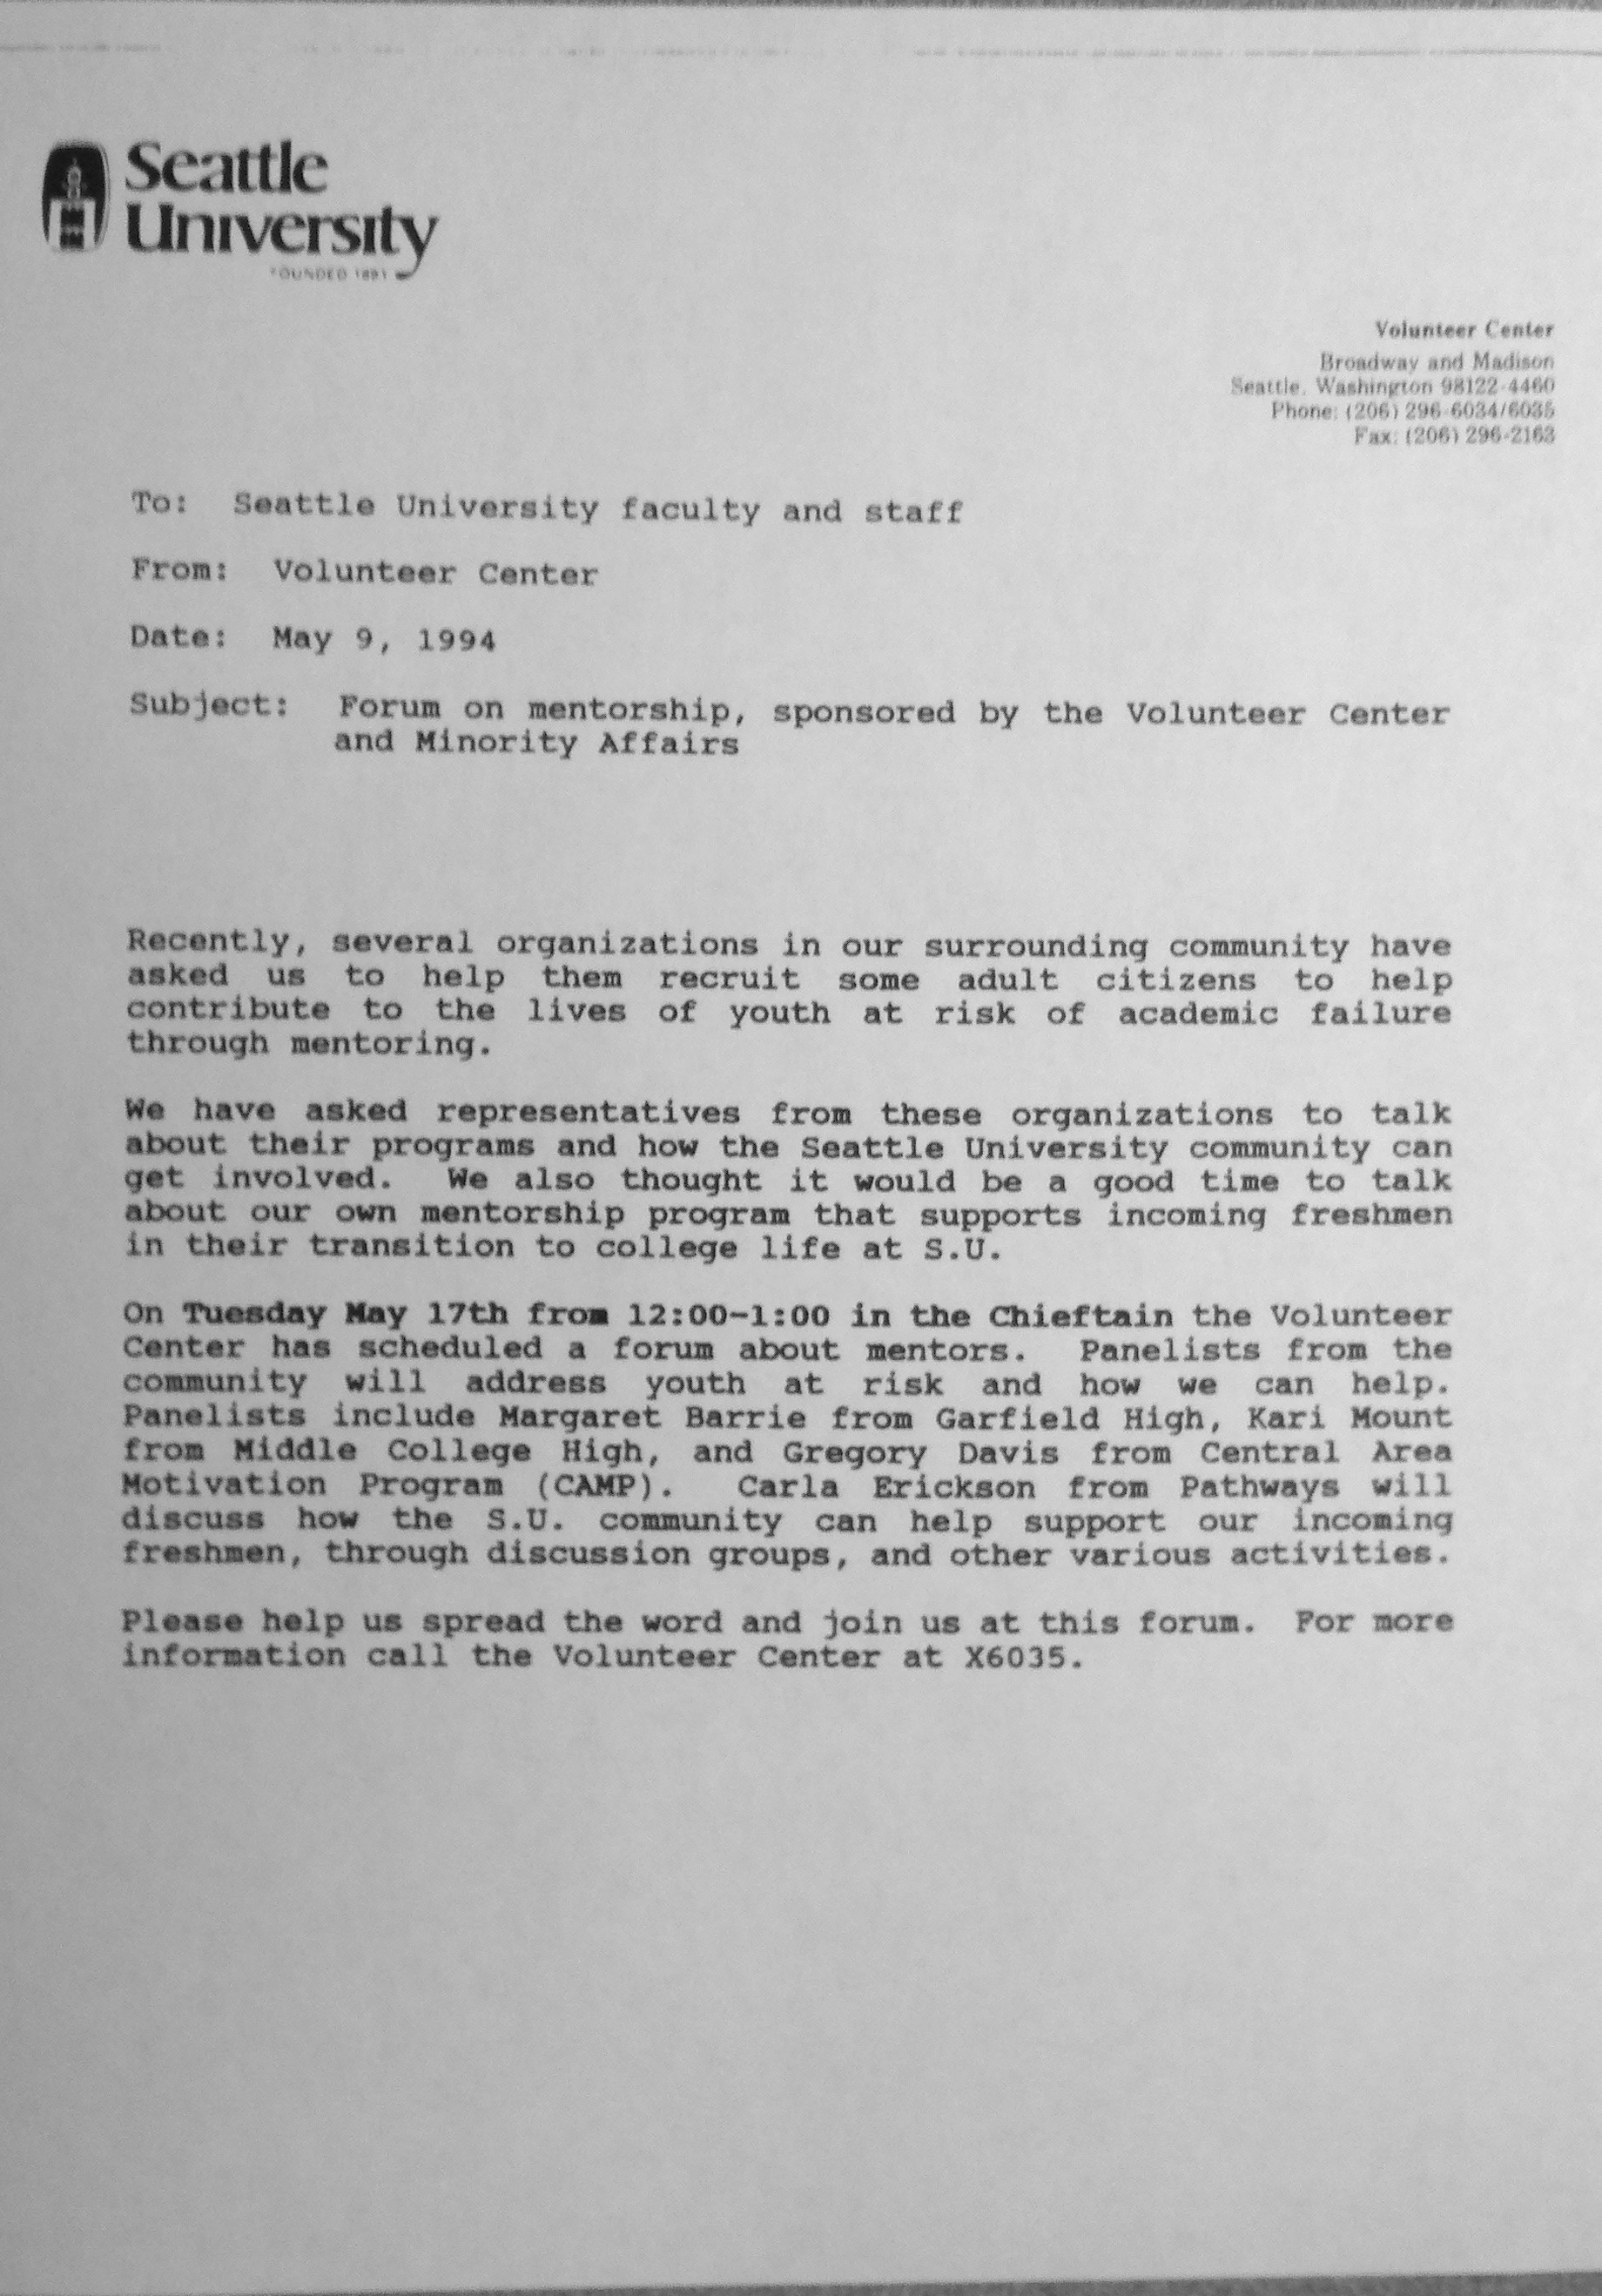 Seattle
University
FOUNDED 1891
Volunteer Center
Broadway and Madison
Seattle, Washington 98122-4460
Phone: (206) 296-6034/6035
Fax: (206) 296-2163
To: Seattle University faculty and staff
From: Volunteer Center
Date: May 9, 1994
Subject: Forum on mentorship, sponsored by the Volunteer Center
and Minority Affairs
Recently, several organizations in our surrounding community have
asked us to help them recruit some adult citizens to help
contribute to the lives of youth at risk of academic failure
through mentoring.
We have asked representatives from these organizations to talk
about their programs and how the Seattle University community can
get involved. We also thought it would be a good time to talk
about our own mentorship program that supports incoming freshmen
in their transition to college life at S.U.
On Tuesday May 17th from 12:00-1:00 in the Chieftain the Volunteer
Center has scheduled a forum about mentors. Panelists from the
community will address youth at risk and how we can help.
Panelists include Margaret Barrie from Garfield High, Kari Mount
from Middle College High, and Gregory Davis from Central Area
Motivation Program (CAMP). Carla Erickson from Pathways will
discuss how the S.U. community can help support our incoming
freshmen, through discussion groups, and other various activities.
Please help us spread the word and join us at this forum. For more
information call the Volunteer Center at X6035.